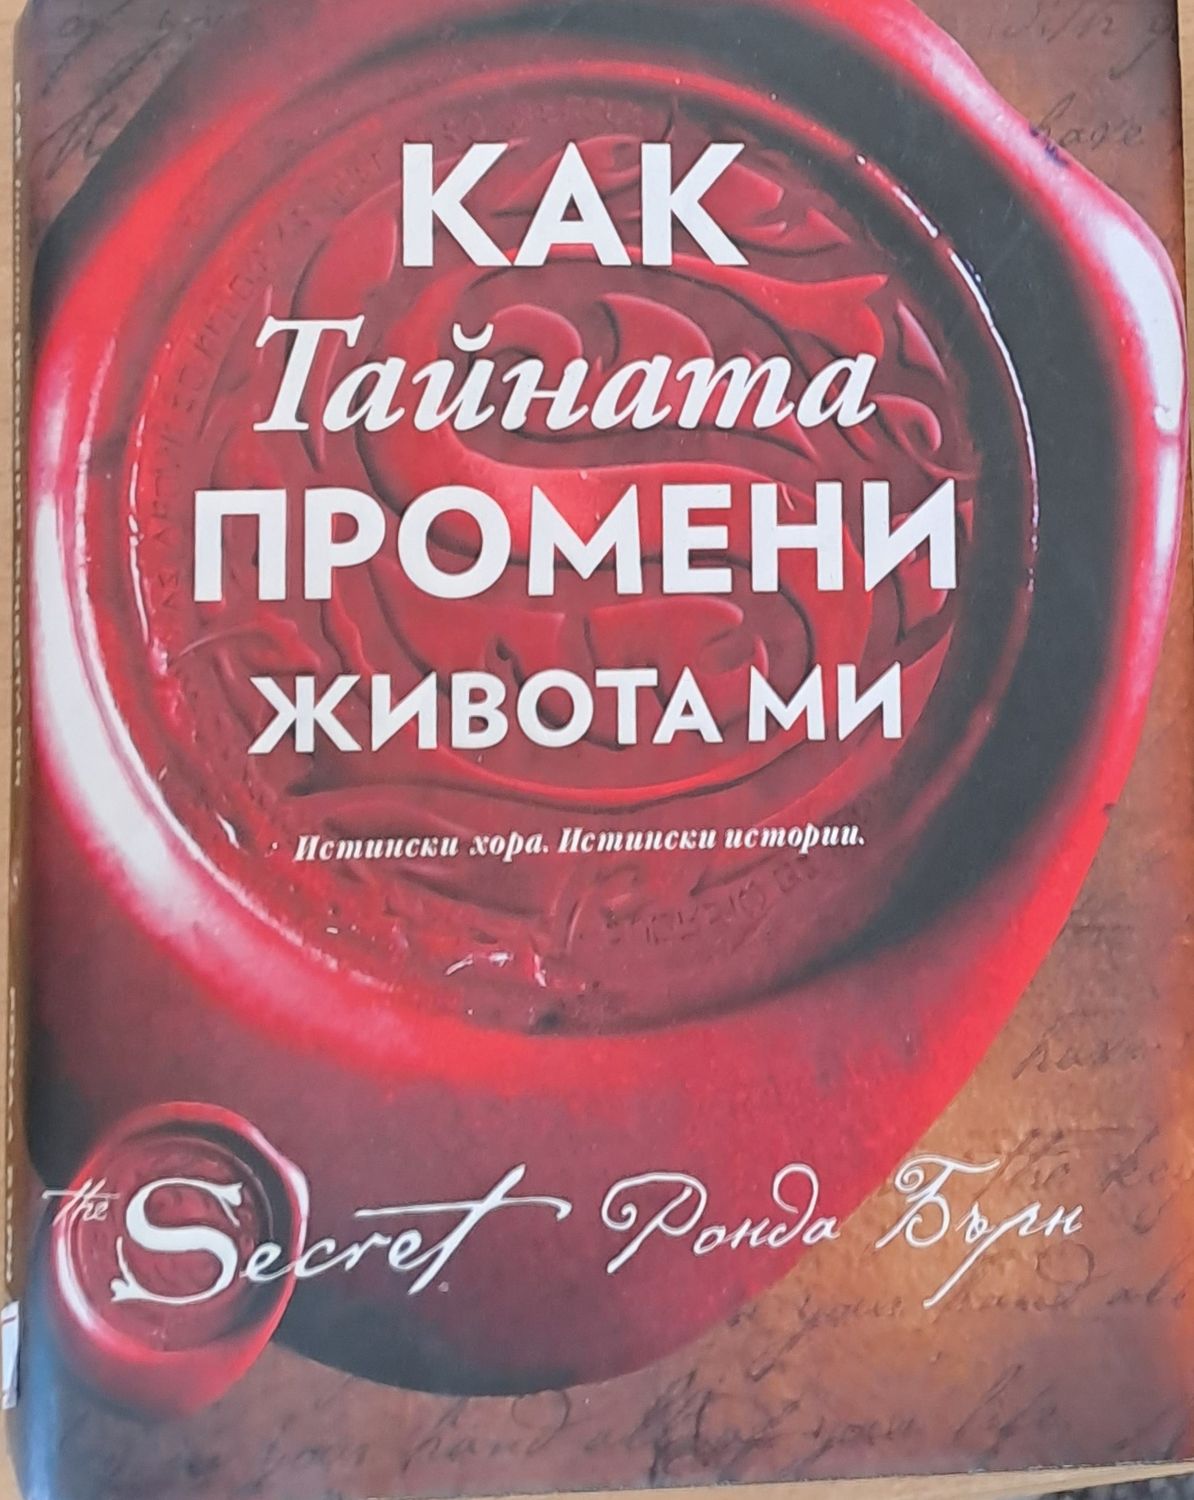 КАК
Тайната
ПРОМЕНИ
ЖИВОТА МИ
Истински хора. Истински истории.
the Secret Ронда Бърн